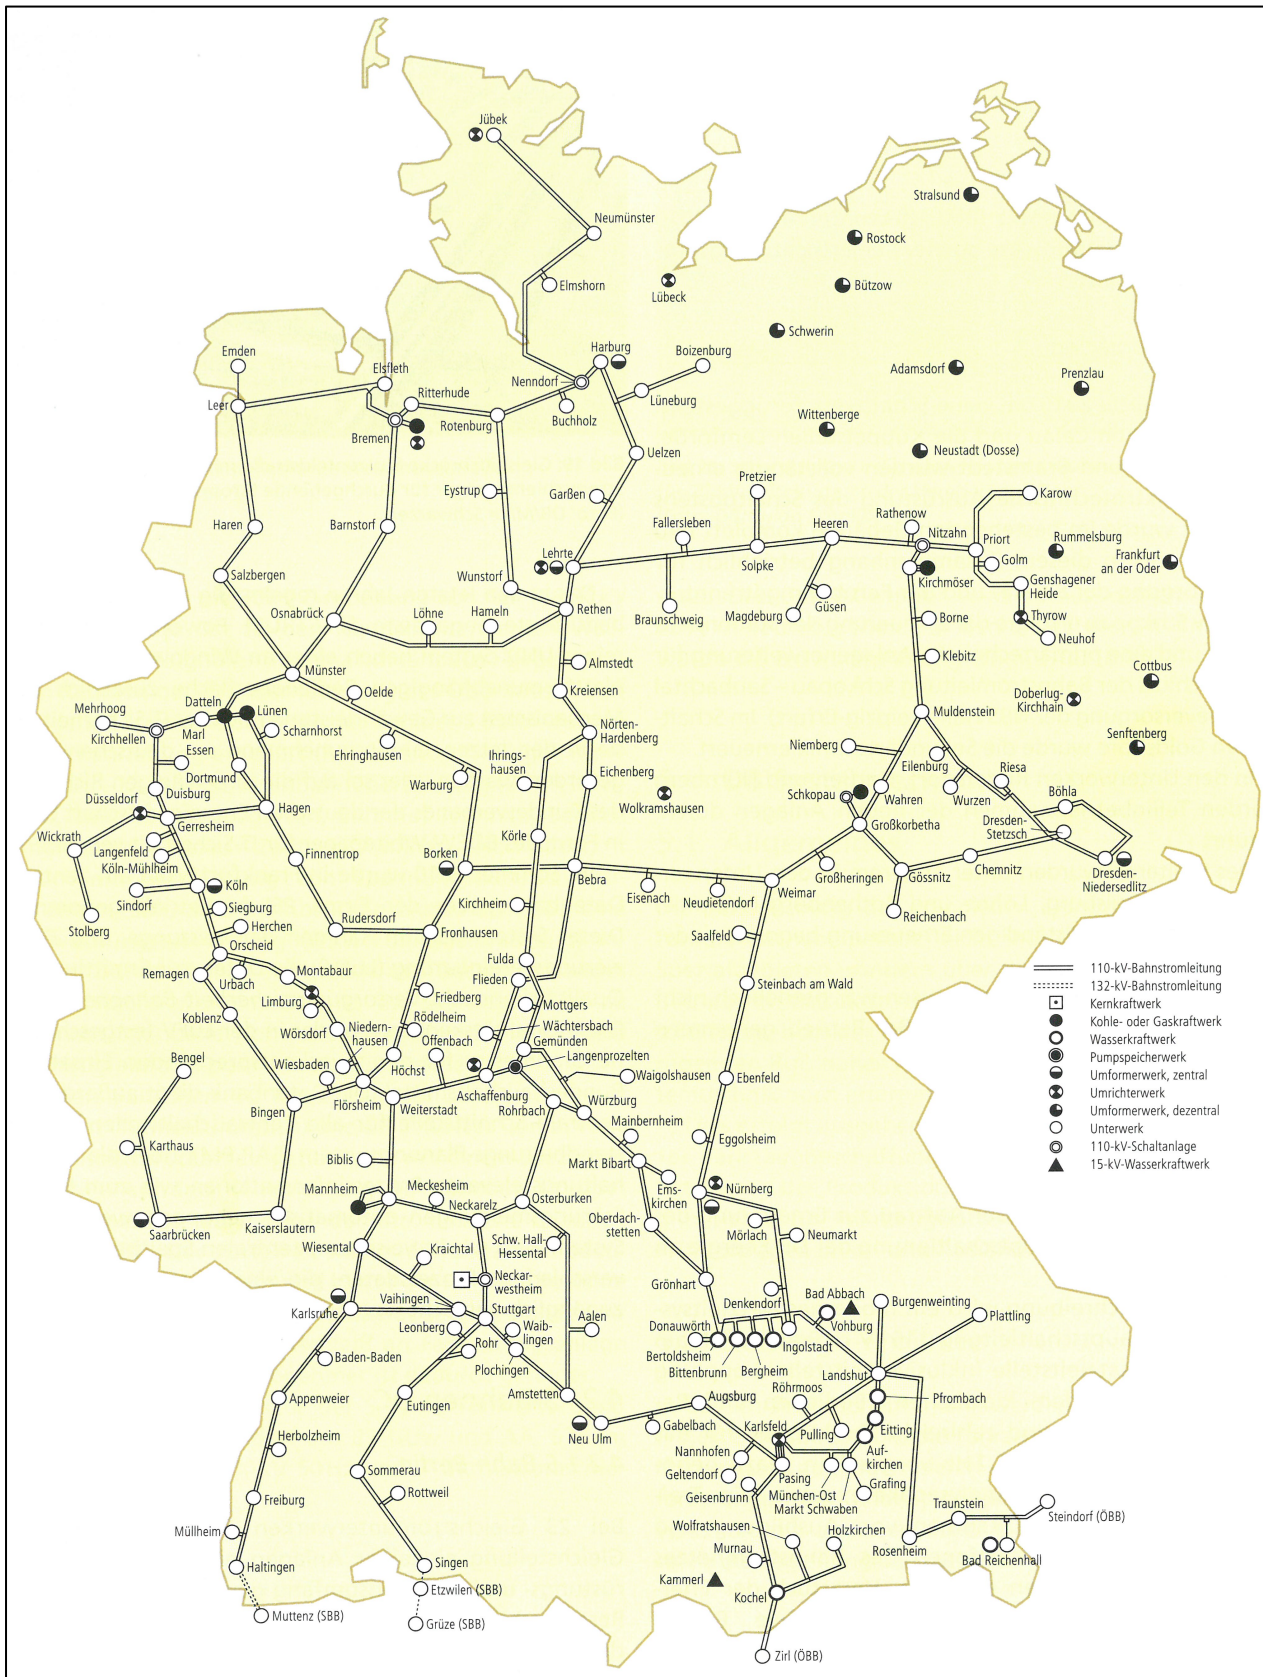 Jübek
Stralsund
Neumünster
Rostock
Elmshorn
Lübeck
Bützow
Schwerin
Emden
Elsfleth
Harburg
Boizenburg
Adamsdorf
Prenzlau
Ritterhude
Nenndorf
Lüneburg
Leer
Bremen
Rotenburg
Buchholz
Wittenberge
Neustadt (Dosse)
Uelzen
Eystrup
Garßen
Pretzier
Karow
Haren
Barnstorf
Fallersleben
Heeren
Rathenow
Nitzahn
Priort
Rummelsburg
Frankfurt
an der Oder
Lehrte
Solpke
Golm
Salzbergen
Wunstorf
Kirchmöser
Genshagener
Heide
Osnabrück
Löhne
Hameln
Rethen
Braunschweig
Magdeburg
Güsen
Borne
Thyrow
Neuhof
Münster
Almstedt
Klebitz
Cottbus
Oelde
Kreiensen
Doberlug-
Kirchhain
Mehrhoog
Datteln
Lünen
Kirchhellen
Marl
Scharnhorst
Muldenstein
Essen
Ehringhausen
Nörten-
Hardenberg
Niemberg
Senftenberg
Ihrings-
hausen
Eilenburg
Riesa
Dortmund
Duisburg
Warburg
Eichenberg
Wolkramshausen
Schkopau
Wahren
Wurzen
Böhla
Düsseldorf
Hagen
Gerresheim
Großkorbetha
Dresden-
Stetzsch
Wickrath
Langenfeld
Köln-Mühlheim
Finnentrop
Körle
Borken
Bebra
Weimar
Großheringen
Gössnitz
Chemnitz
Dresden-
Niedersedlitz
Köln
Sindorf
Eisenach
Neudietendorf
Siegburg
Kirchheim
Reichenbach
Stolberg
Herchen
Rudersdorf
Fronhausen
Saalfeld
Orscheid
Fulda
Remagen
Urbach
Montabaur
Flieden
Steinbach am Wald
Limburg
Friedberg
Mottgers
Koblenz
Wörsdorf
Niedern-
hausen
Rödelheim
Wächtersbach
Offenbach
Gemünden
Bengel
Wiesbaden
Höchst
Langenprozelten
Waigolshausen
Ebenfeld
Aschaffenburg
Bingen
Flörsheim
Weiterstadt
Rohrbach
Würzburg
Mainbernheim
Karthaus
Biblis
Markt Bibart
Eggolsheim
Mannheim
Meckesheim
Ems-
kirchen
Nürnberg
Neckarelz
Osterburken
Saarbrücken
Kaiserslautern
Oberdach-
stetten
Mörlach
Neumarkt
Wiesental
Kraichtal
Schw. Hall-
Hessental
Neckar-
westheim
Grönhart
Denkendorf
Bad Abbach
Burgenweinting
Plattling
Karlsruhe
Vaihingen
Stuttgart
Vohburg
Leonberg
Waib-
lingen
Aalen
Donauwörth
Ingolstadt
Rohr
Bertoldsheim
Bittenbrunn
Bergheim
Baden-Baden
Plochingen
Landshut
Appenweier
Eutingen
Amstetten
Röhrmoos
Pfrombach
Augsburg
Herbolzheim
Neu Ulm
Gabelbach
Karlsfeld
Pulling
Eitting
Nannhofen
Auf-
kirchen
Sommerau
Geltendorf
Pasing
Grafing
Geisenbrunn
München-Ost
Markt Schwaben
Freiburg
Rottweil
Traunstein
Steindorf (ÖBB)
Müllheim
Wolfratshausen
Holzkirchen
Rosenheim
Murnau
Bad Reichenhall
Haltingen
Singen
Kammerl
Etzwilen (SBB)
Kochel
Muttenz (SBB)
Grüze (SBB)
Zirl (ÖBB)
110-kV-Bahnstromleitung
132-kV-Bahnstromleitung
Kernkraftwerk
Kohle- oder Gaskraftwerk
Wasserkraftwerk
Pumpspeicherwerk
Umformerwerk, zentral
Umrichterwerk
Umformerwerk, dezentral
Unterwerk
110-kV-Schaltanlage
15-kV-Wasserkraftwerk